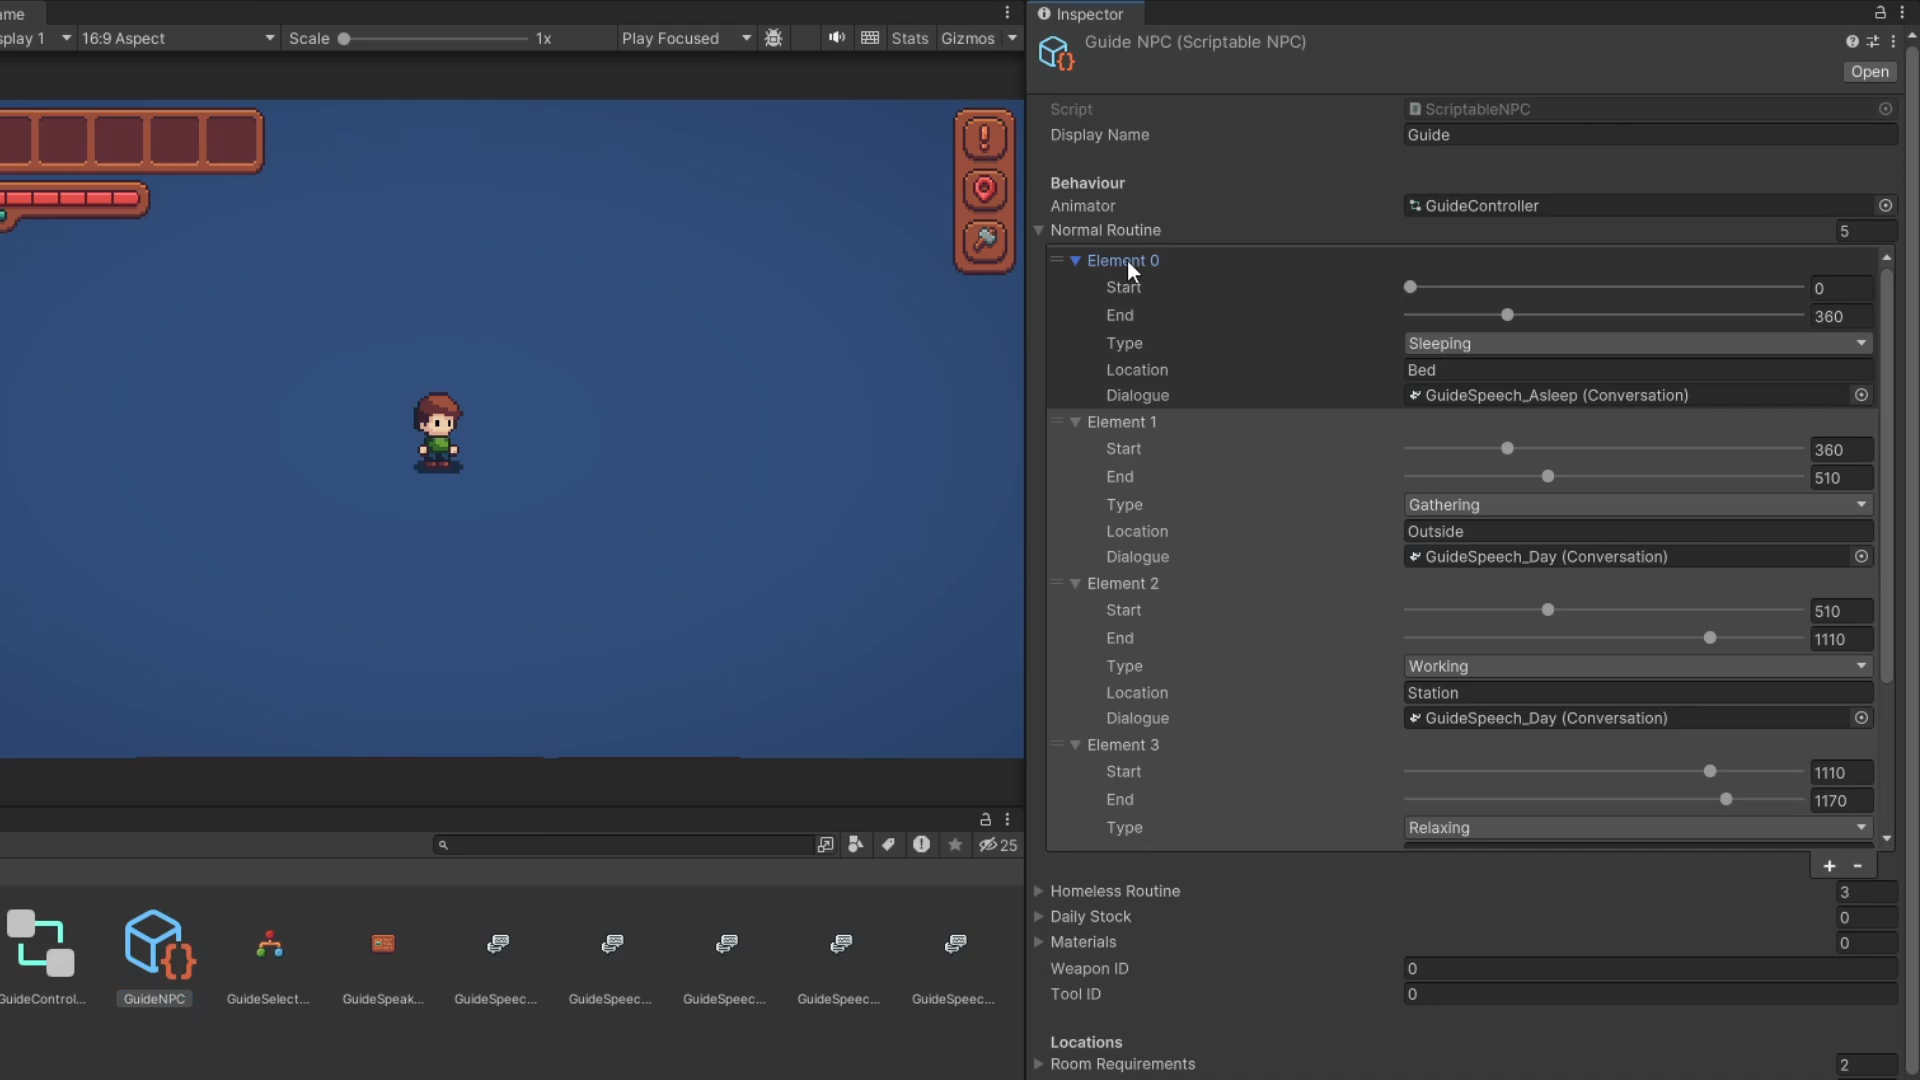 ame
splay 1
16:9 Aspect
Scale
1x
Play Focused
Stats
Gizmos
Inspector
Guide NPC (Scriptable NPC)
Open
Script
ScriptableNPC
Display Name
Guide
Behaviour
Animator
GuideController
Normal Routine
5
Element 0
Start
0
End
360
Type
Sleeping
Location
Bed
Dialogue
GuideSpeech_Asleep (Conversation)
Element 1
Start
360
End
510
Type
Gathering
Location
Outside
Dialogue
GuideSpeech_Day (Conversation)
Element 2
Start
510
End
1110
Type
Working
Location
Station
Dialogue
GuideSpeech_Day (Conversation)
Element 3
Start
1110
End
1170
Type
Relaxing
+ -
Homeless Routine
3
Daily Stock
0
Materials
0
Weapon ID
0
Tool ID
0
Locations
Room Requirements
2
25
GuideControl...
GuideNPC
GuideSelect...
GuideSpeak...
GuideSpeec...
GuideSpeec...
GuideSpeec...
GuideSpeec...
GuideSpeec...